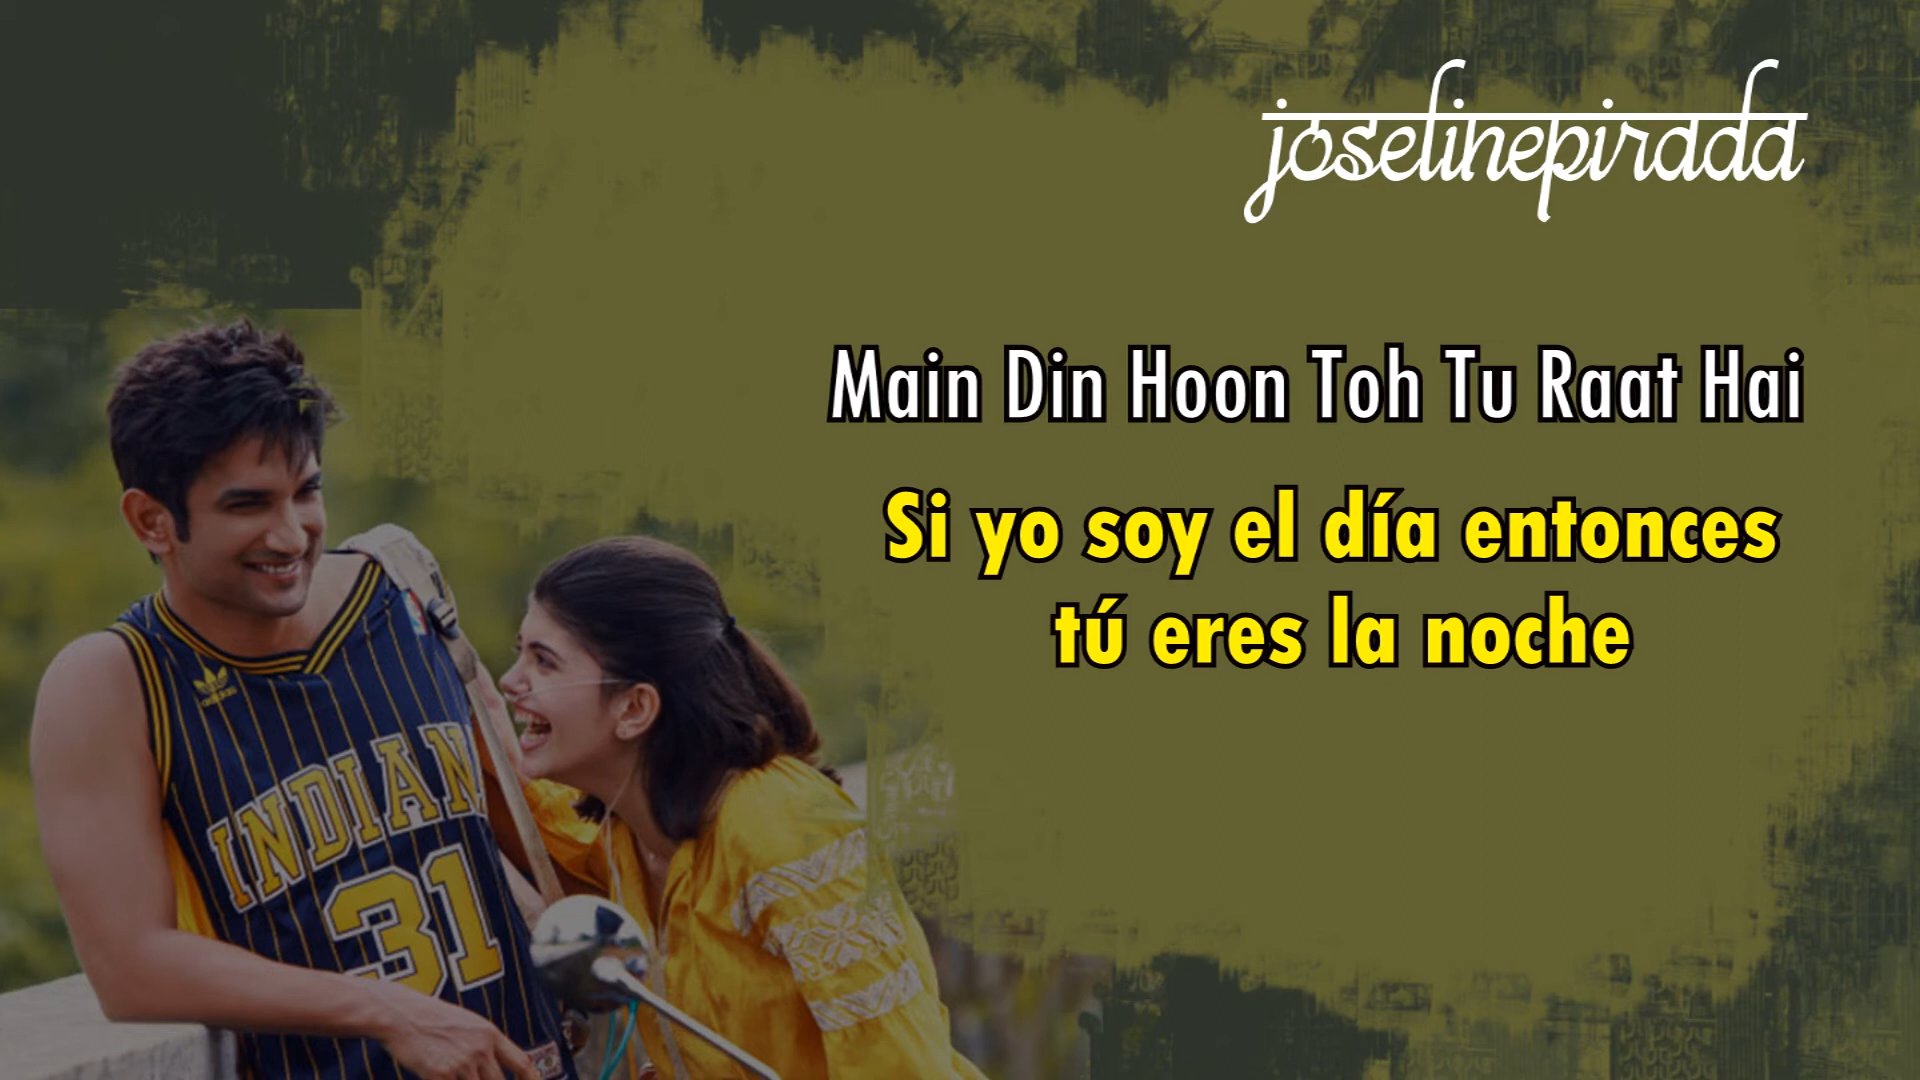 joselinepirada
Main Din Hoon Toh Tu Raat Hai
Si yo soy el día entonces
tú eres la noche
adidas
INDIANA
31